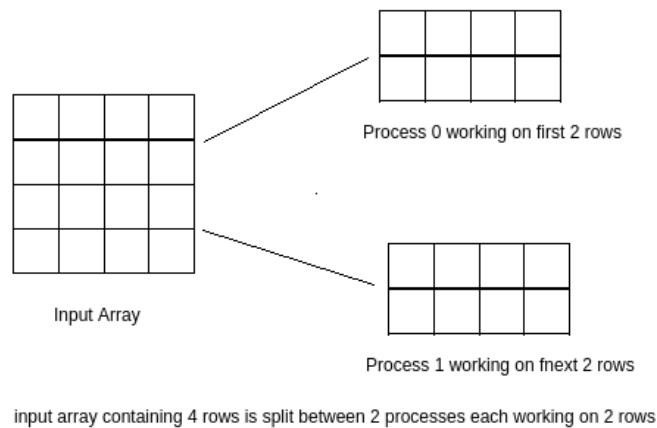 Process 0 working on first 2 rows
Input Array
Process 1 working on fnext 2 rows
input array containing 4 rows is split between 2 processes each working on 2 rows